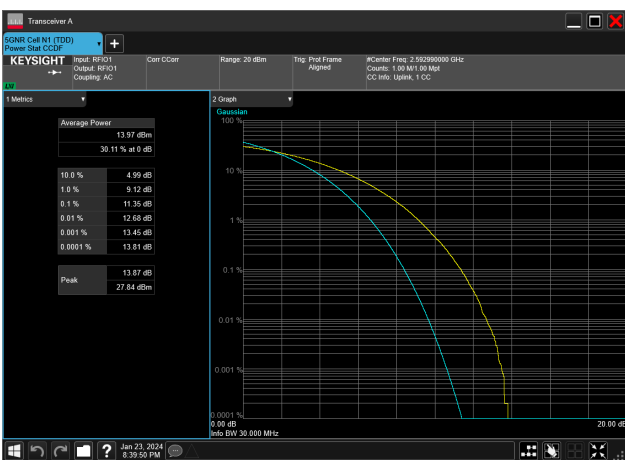 Transceiver A
5GNR Cell N1 (TDD)
Power Stat CCDF
KEYSIGHT
Input: RFIO1
Output: RFIO1
Coupling: AC
Corr CCorr
Range: 20 dBm
Trig: Prot Frame
Aligned
#Center Freq: 2.592990000 GHz
Counts: 1.00 M/1.00 Mpt
CC Info: Uplink, 1 CC
1 Metrics
Average Power
13.97 dBm
30.11 % at 0 dB
10.0 % 4.99 dB
1.0 % 9.12 dB
0.1 % 11.35 dB
0.01 % 12.68 dB
0.001 % 13.45 dB
0.0001 % 13.81 dB
Peak
13.87 dB
27.84 dBm
2 Graph
Gaussian
100 %
10 %
1 %
0.1 %
0.01 %
0.001 %
0.0001 %
0.00 dB
20.00 dB
Info BW 30.000 MHz
Jan 23, 2024
8:39:50 PM